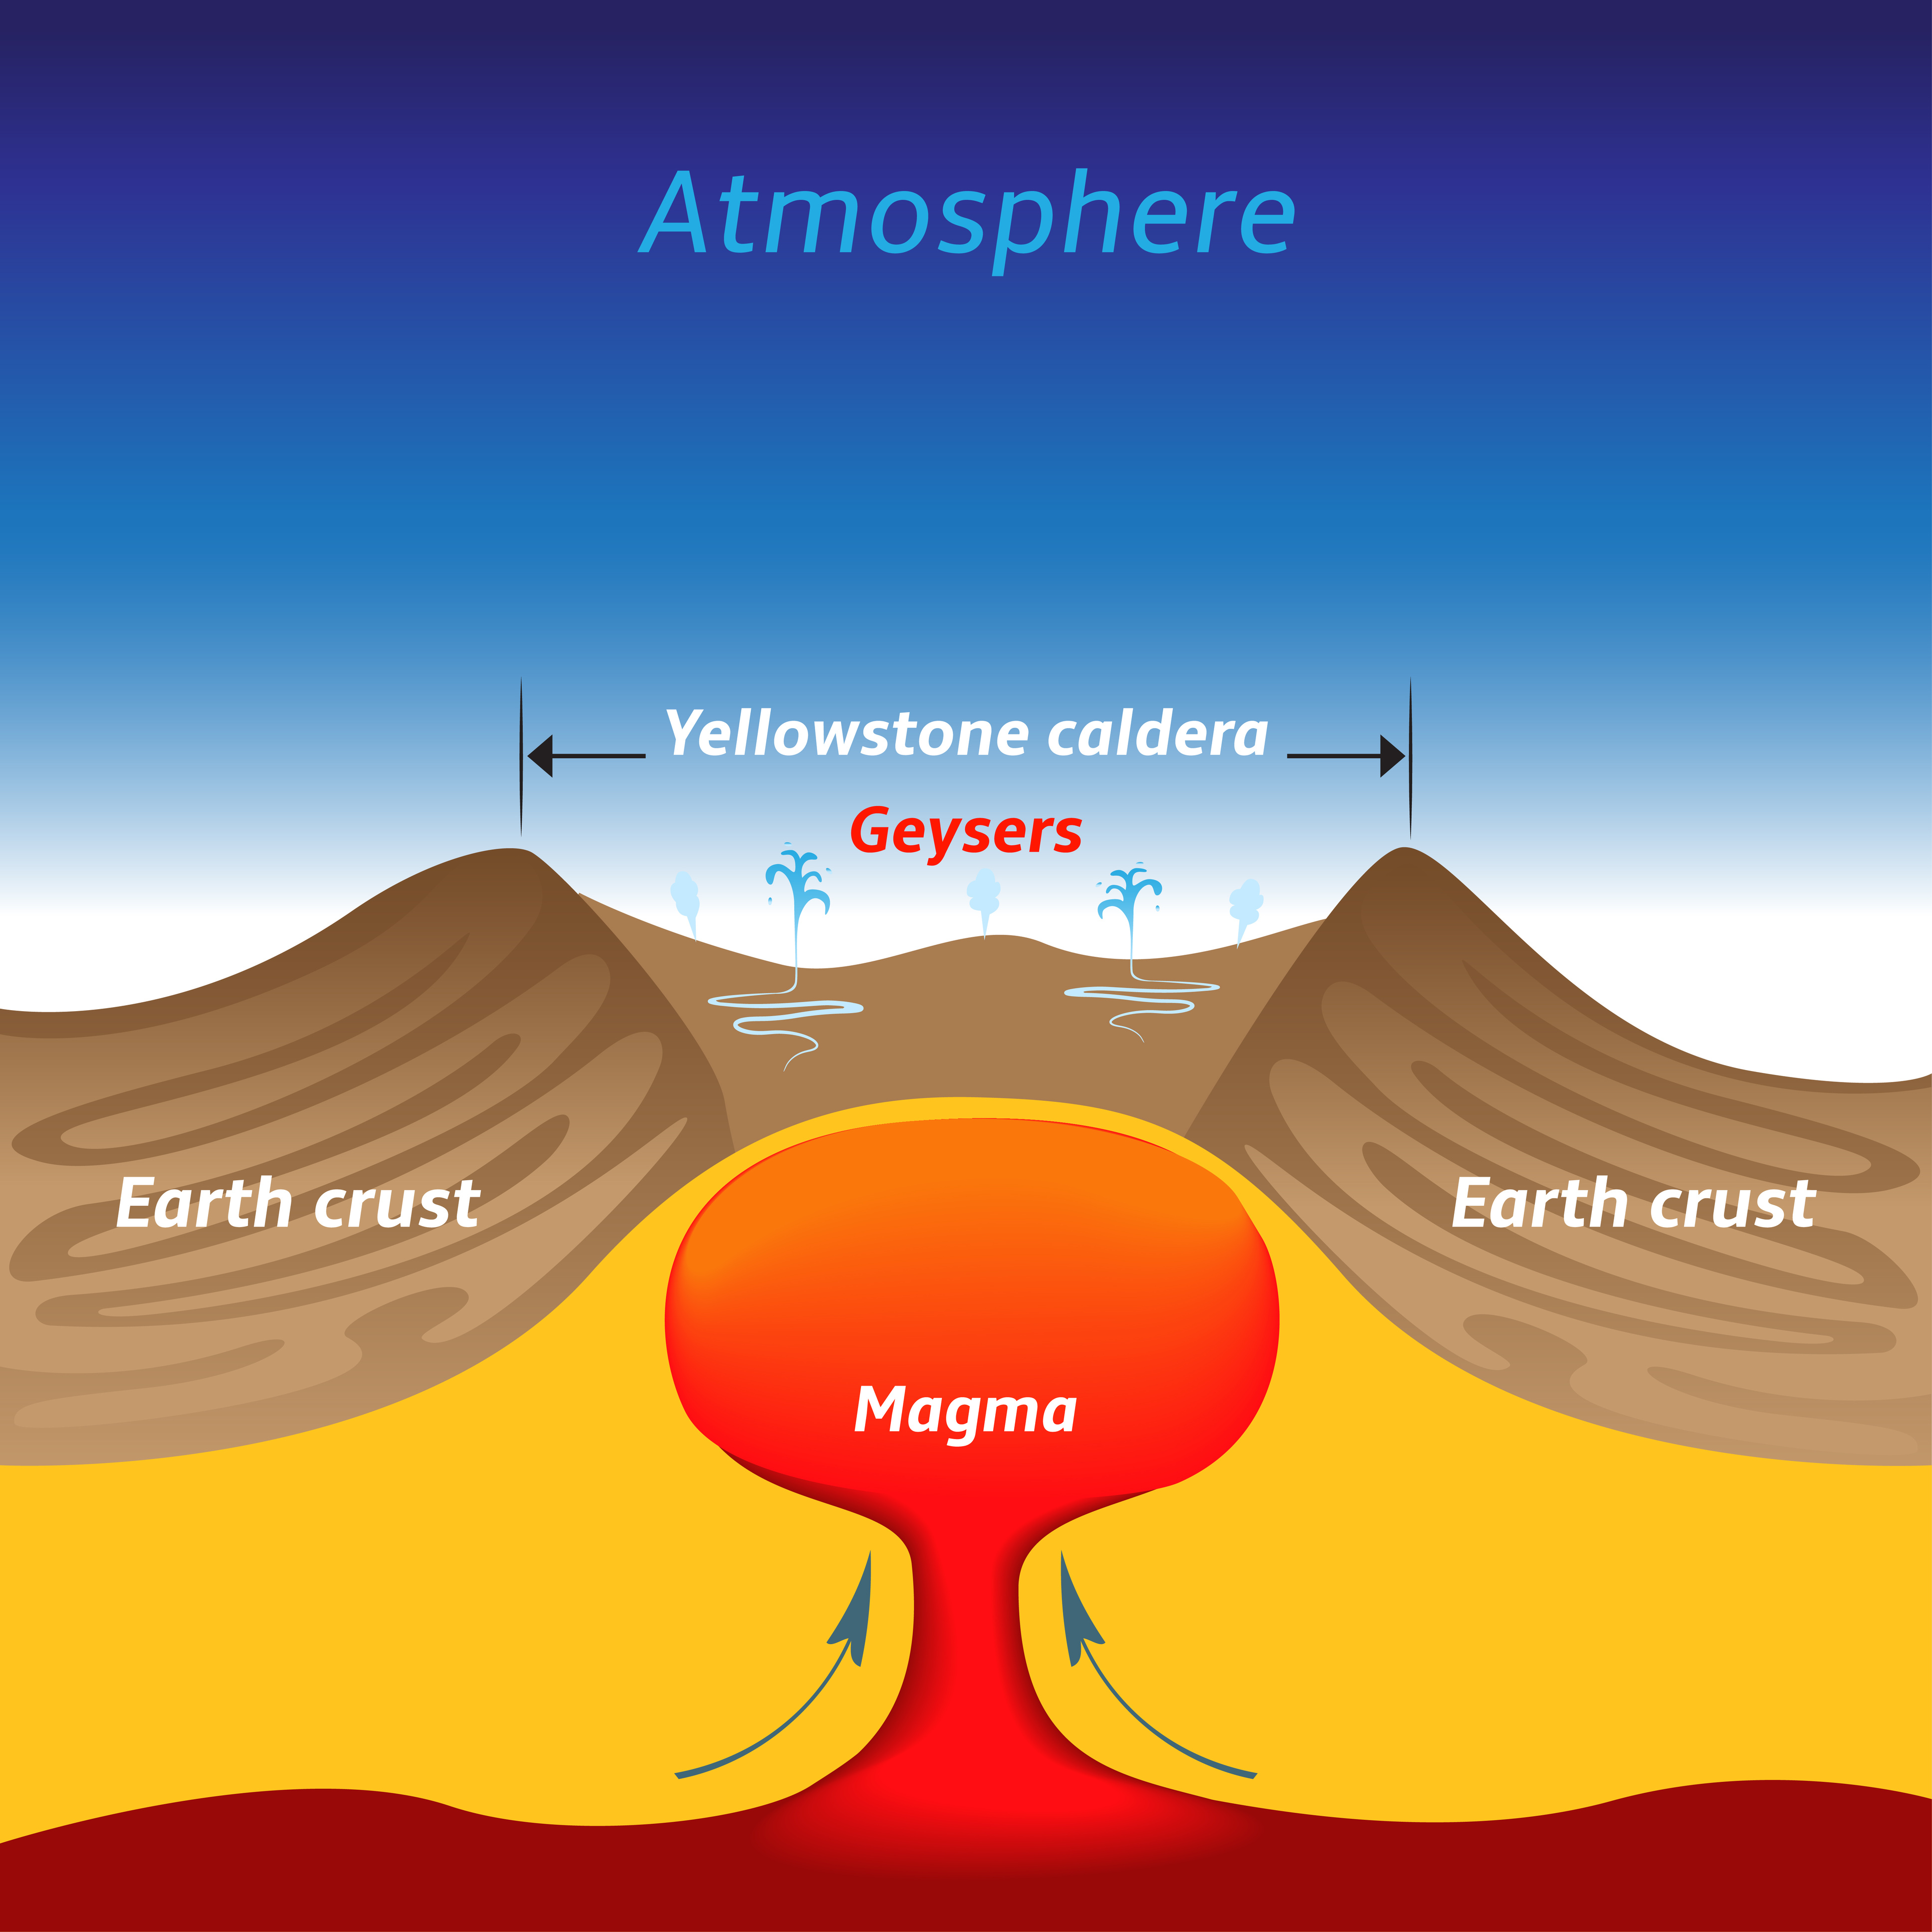 Atmosphere
Yellowstone caldera
Geysers
Earth crust
Earth crust
Magma